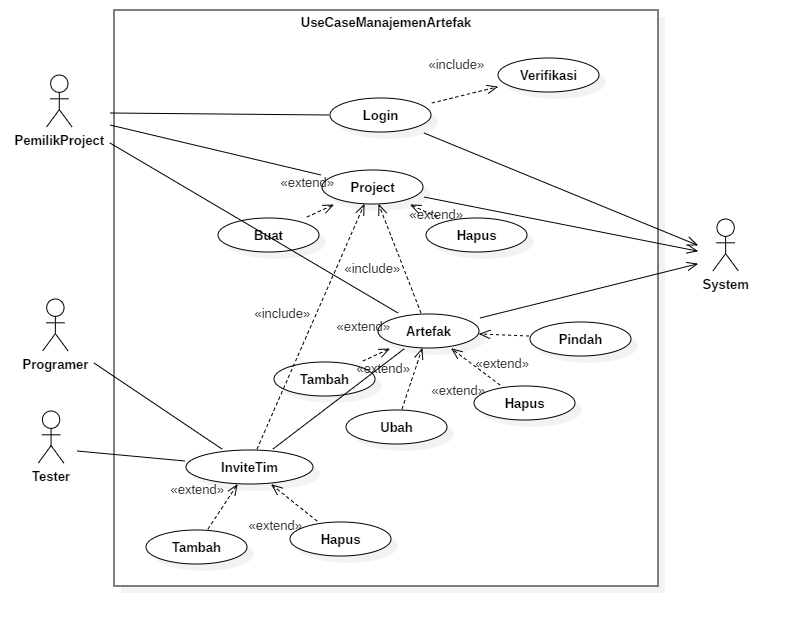 UseCaseManajemenArtefak
«include»
Verifikasi
Login
PemilikProject
«extend»
Project
«extend»
Buat
Hapus
«include»
System
«include»
«extend»
Artefak
Pindah
Programer
«extend»
«extend»
Tambah
«extend»
Hapus
Ubah
InviteTim
Tester
«extend»
«extend»
Tambah
Hapus